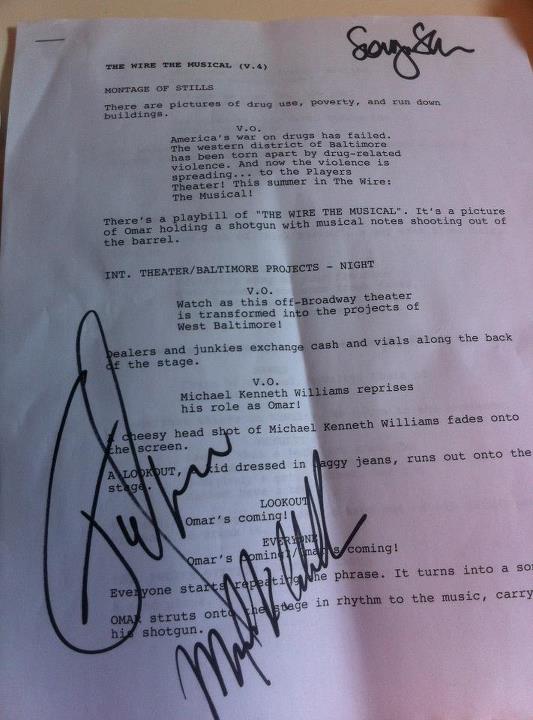 THE WIRE THE MUSICAL (V.4)
MONTAGE OF STILLS
There are pictures of drug use, poverty, and run down
buildings.
V.O.
America's war on drugs has failed.
The western district of Baltimore
has been torn apart by drug-related
violence. And now the violence is
spreading... to the Players
Theater! This summer in The Wire:
The Musical!
There's a playbill of "THE WIRE THE MUSICAL". It's a picture
of Omar holding a shotgun with musical notes shooting out of
the barrel.
INT. THEATER/BALTIMORE PROJECTS - NIGHT
V.O.
Watch as this off-Broadway theater
is transformed into the projects of
West Baltimore!
Dealers and junkies exchange cash and vials along the back
of the stage.
V.O.
Michael Kenneth Williams reprises
his role as Omar!
A cheesy head shot of Michael Kenneth Williams fades onto
the screen.
A LOOKOUT, kid dressed in baggy jeans, runs out onto the
stage.
LOOKOUT
Omar's coming!
EVERYONE
Omar's coming!/Omar's coming!
Everyone starts repeating the phrase. It turns into a
OMAR struts onto the stage in rhythm to the music,
his shotgun.